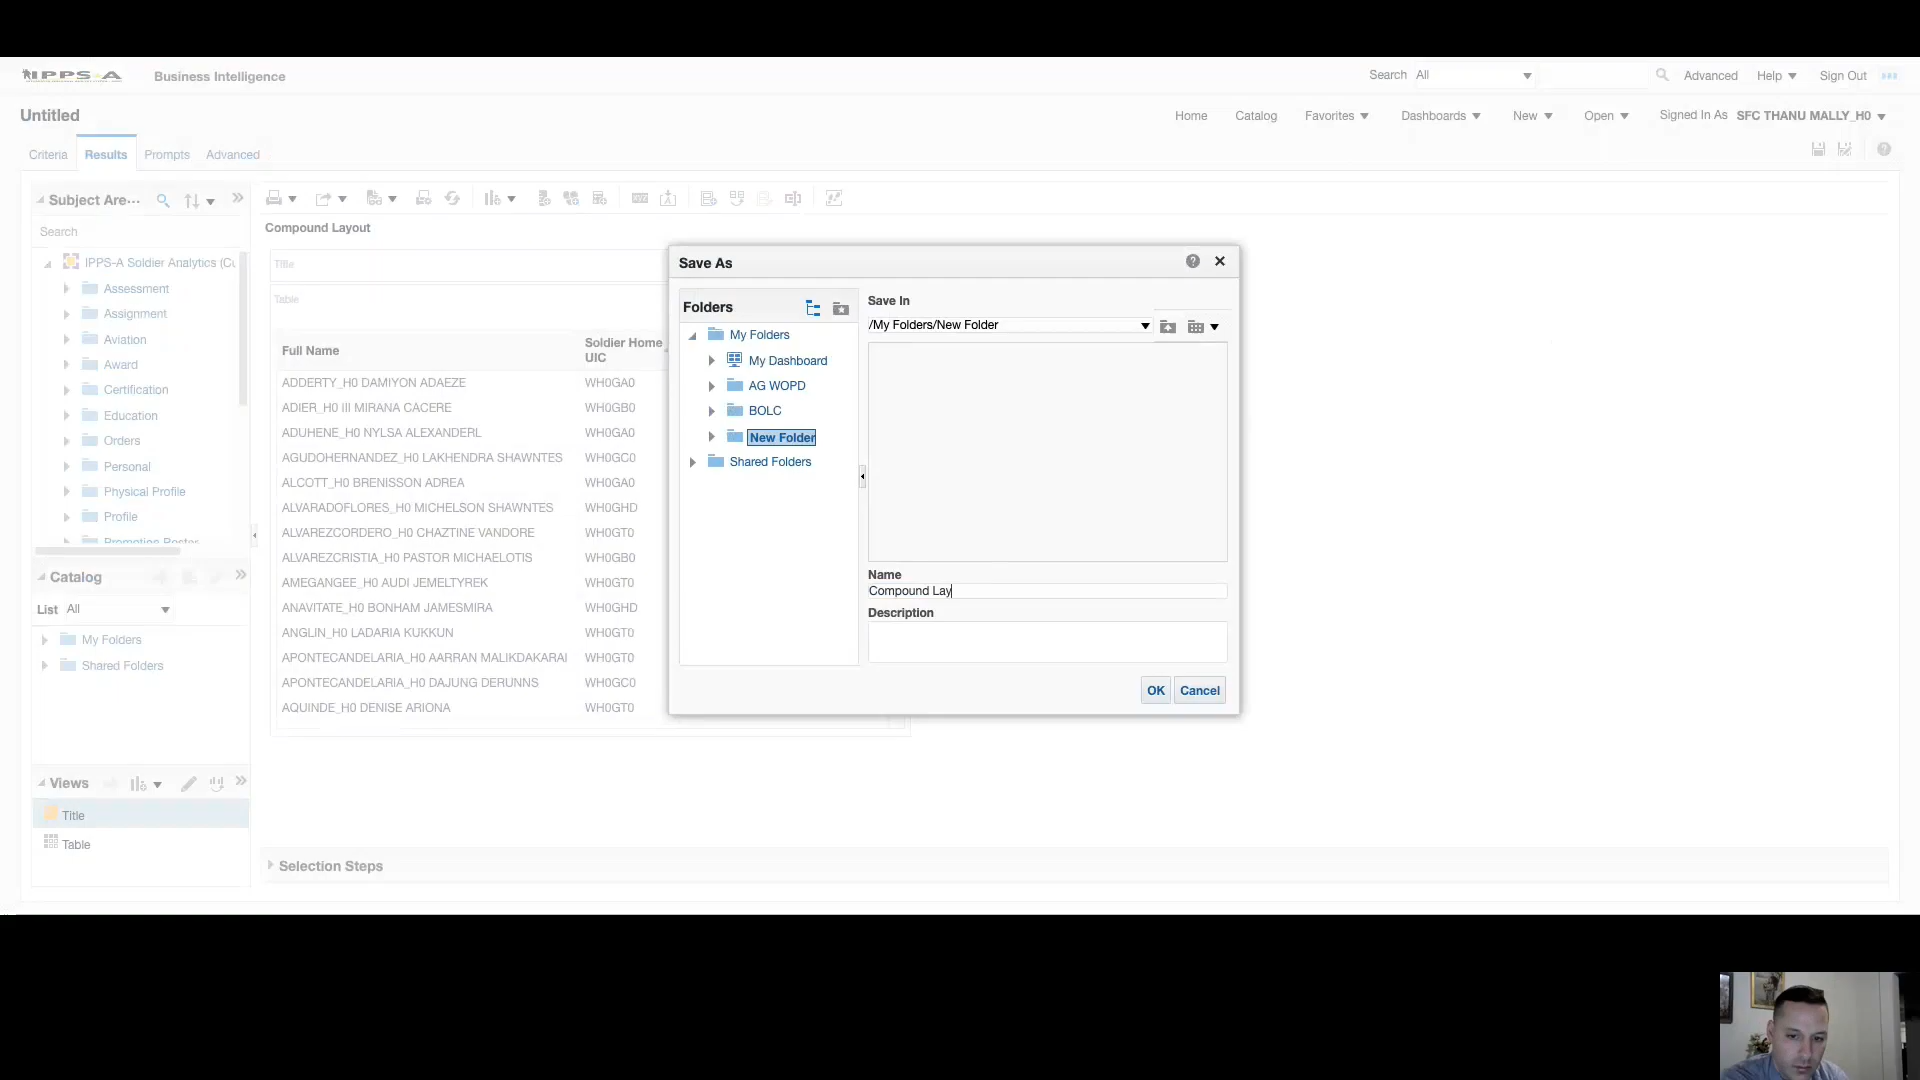 IPPS-A Business Intelligence Search All Advanced Help Sign Out
Untitled Home Catalog Favorites Dashboards New Open Signed In As SFC THANU MALLY_H0
Criteria Results Prompts Advanced
Subject Are...
Search
IPPS-A Soldier Analytics (Cu
Assessment
Assignment
Aviation
Award
Certification
Education
Orders
Personal
Physical Profile
Profile
Promotion Roster
Catalog
List All
My Folders
Shared Folders
Views
Title
Table
Compound Layout
Title
Table
Full Name Soldier Home
UIC
ADDERTY_H0 DAMIYON ADAEZE WH0GA0
ADIER_H0 III MIRANA CACERE WH0GB0
ADUHENE_H0 NYLSA ALEXANDERL WH0GA0
AGUDOHERNANDEZ_H0 LAKHENDRA SHAWNTES WH0GC0
ALCOTT_H0 BRENISSON ADREA WH0GA0
ALVARADOFLORES_H0 MICHELSON SHAWNTES WH0GHD
ALVAREZCORDERO_H0 CHAZTINE VANDORE WH0GT0
ALVAREZCRISTIA_H0 PASTOR MICHAELOTIS WH0GB0
AMEGANGEE_H0 AUDI JEMELTYREK WH0GT0
ANAVITATE_H0 BONHAM JAMESMIRA WH0GHD
ANGLIN_H0 LADARIA KUKKUN WH0GT0
APONTECANDELARIA_H0 AARRAN MALIKDAKARAI WH0GT0
APONTECANDELARIA_H0 DAJUNG DERUNNS WH0GC0
AQUINDE_H0 DENISE ARIONA WH0GT0
Selection Steps
Save As
Folders
My Folders
My Dashboard
AG WOPD
BOLC
New Folder
Shared Folders
Save In
/My Folders/New Folder
Name
Compound Lay
Description
OK Cancel